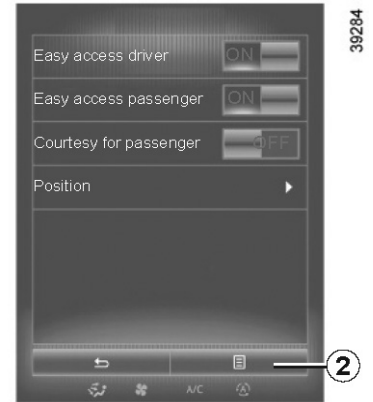 Easy access driver ON
Easy access passenger ON
Courtesy for passenger OFF
Position
A/C
2
39284